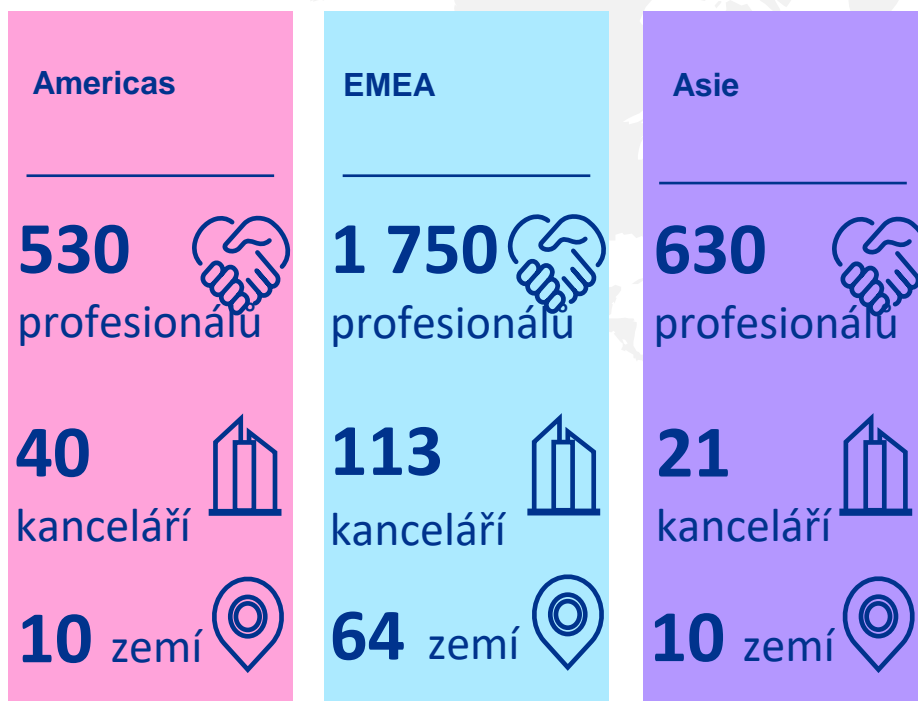 Americas
530
profesionálů
40
kanceláří
10 zemí
EMEA
1 750
profesionálů
113
kanceláří
64 zemí
Asie
630
profesionálů
21
kanceláří
10 zemí